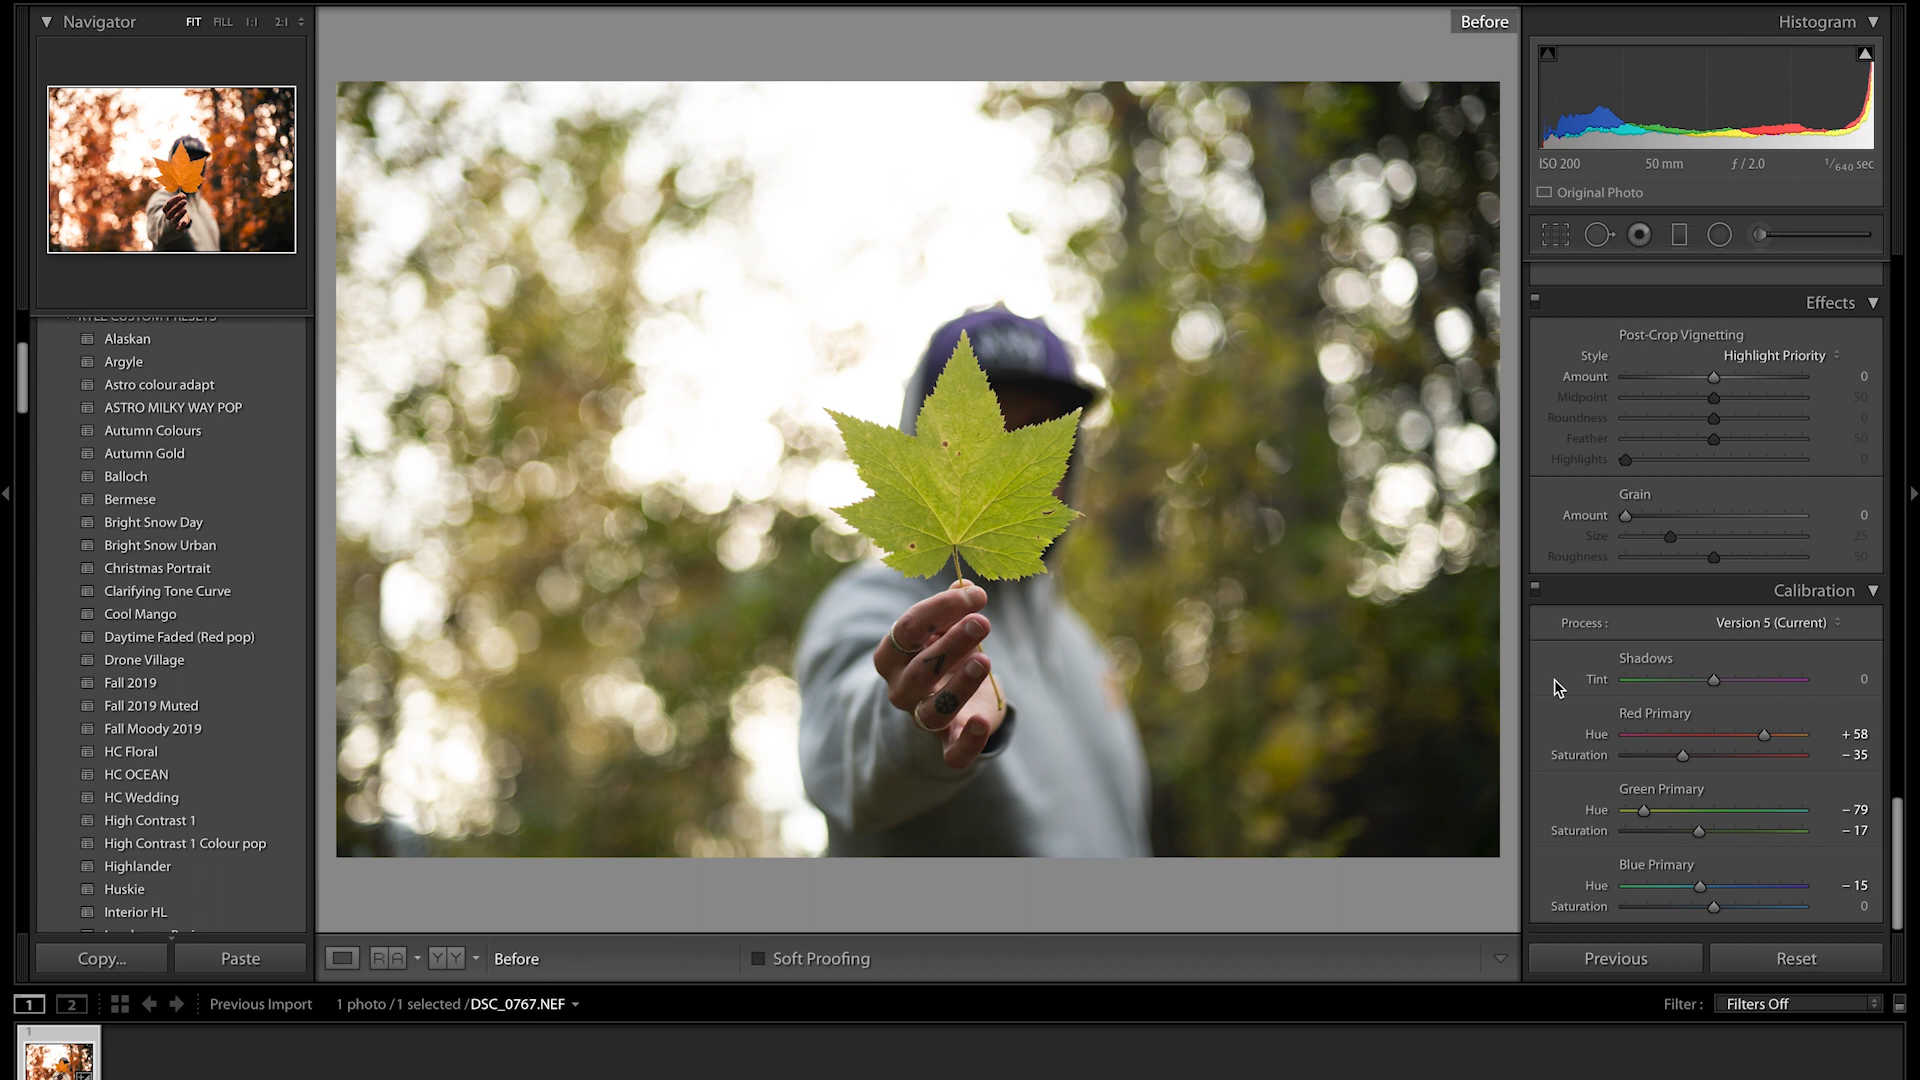 Navigator FIT FILL 1:1 2:1
Before
Histogram
ISO 200 50 mm ƒ / 2.0 1/640 sec
Original Photo
KYLE CUSTOM PRESETS
Alaskan
Argyle
Astro colour adapt
ASTRO MILKY WAY POP
Autumn Colours
Autumn Gold
Balloch
Bermese
Bright Snow Day
Bright Snow Urban
Christmas Portrait
Clarifying Tone Curve
Cool Mango
Daytime Faded (Red pop)
Drone Village
Fall 2019
Fall 2019 Muted
Fall Moody 2019
HC Floral
HC OCEAN
HC Wedding
High Contrast 1
High Contrast 1 Colour pop
Highlander
Huskie
Interior HL
Copy... Paste
Effects
Post-Crop Vignetting
Style Highlight Priority
Amount 0
Midpoint 50
Roundness 0
Feather 50
Highlights 0
Grain
Amount 0
Size 25
Roughness 50
Calibration
Process : Version 5 (Current)
Shadows
Tint 0
Red Primary
Hue + 58
Saturation – 35
Green Primary
Hue – 79
Saturation – 17
Blue Primary
Hue – 15
Saturation 0
R A Y Y Before Soft Proofing
Previous Reset
1 2 Previous Import 1 photo / 1 selected / DSC_0767.NEF
Filter : Filters Off
1